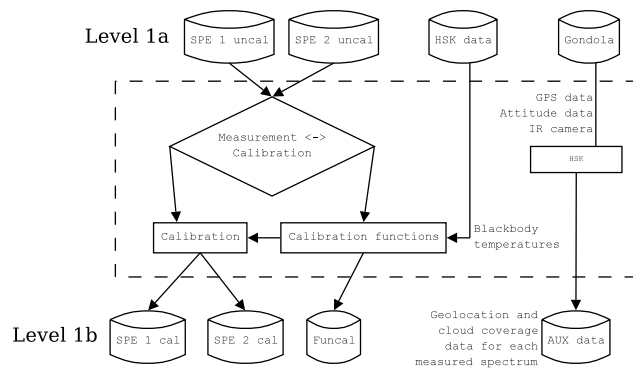 Level 1a
SPE 1 uncal
SPE 2 uncal
HSK data
Gondola
GPS data
Attitude data
IR camera
Measurement <->
Calibration
HSK
Calibration
Calibration functions
Blackbody
temperatures
Level 1b
SPE 1 cal
SPE 2 cal
Funcal
Geolocation and
cloud coverage
data for each
measured spectrum
AUX data